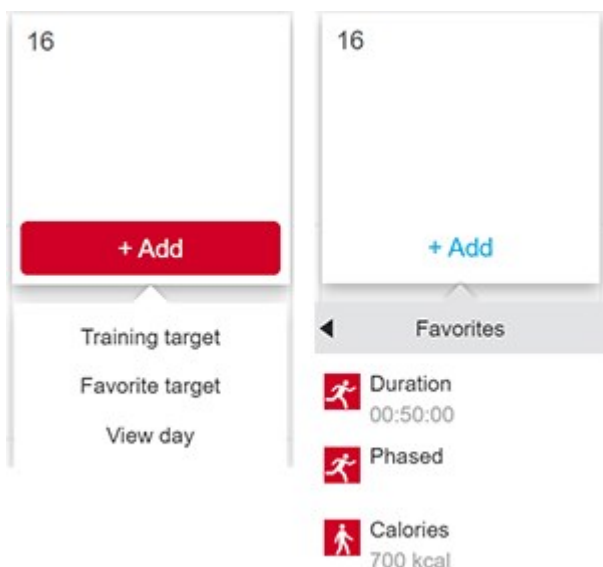 16
+ Add
Training target
Favorite target
View day
16
+ Add
Favorites
Duration
00:50:00
Phased
Calories
700 kcal